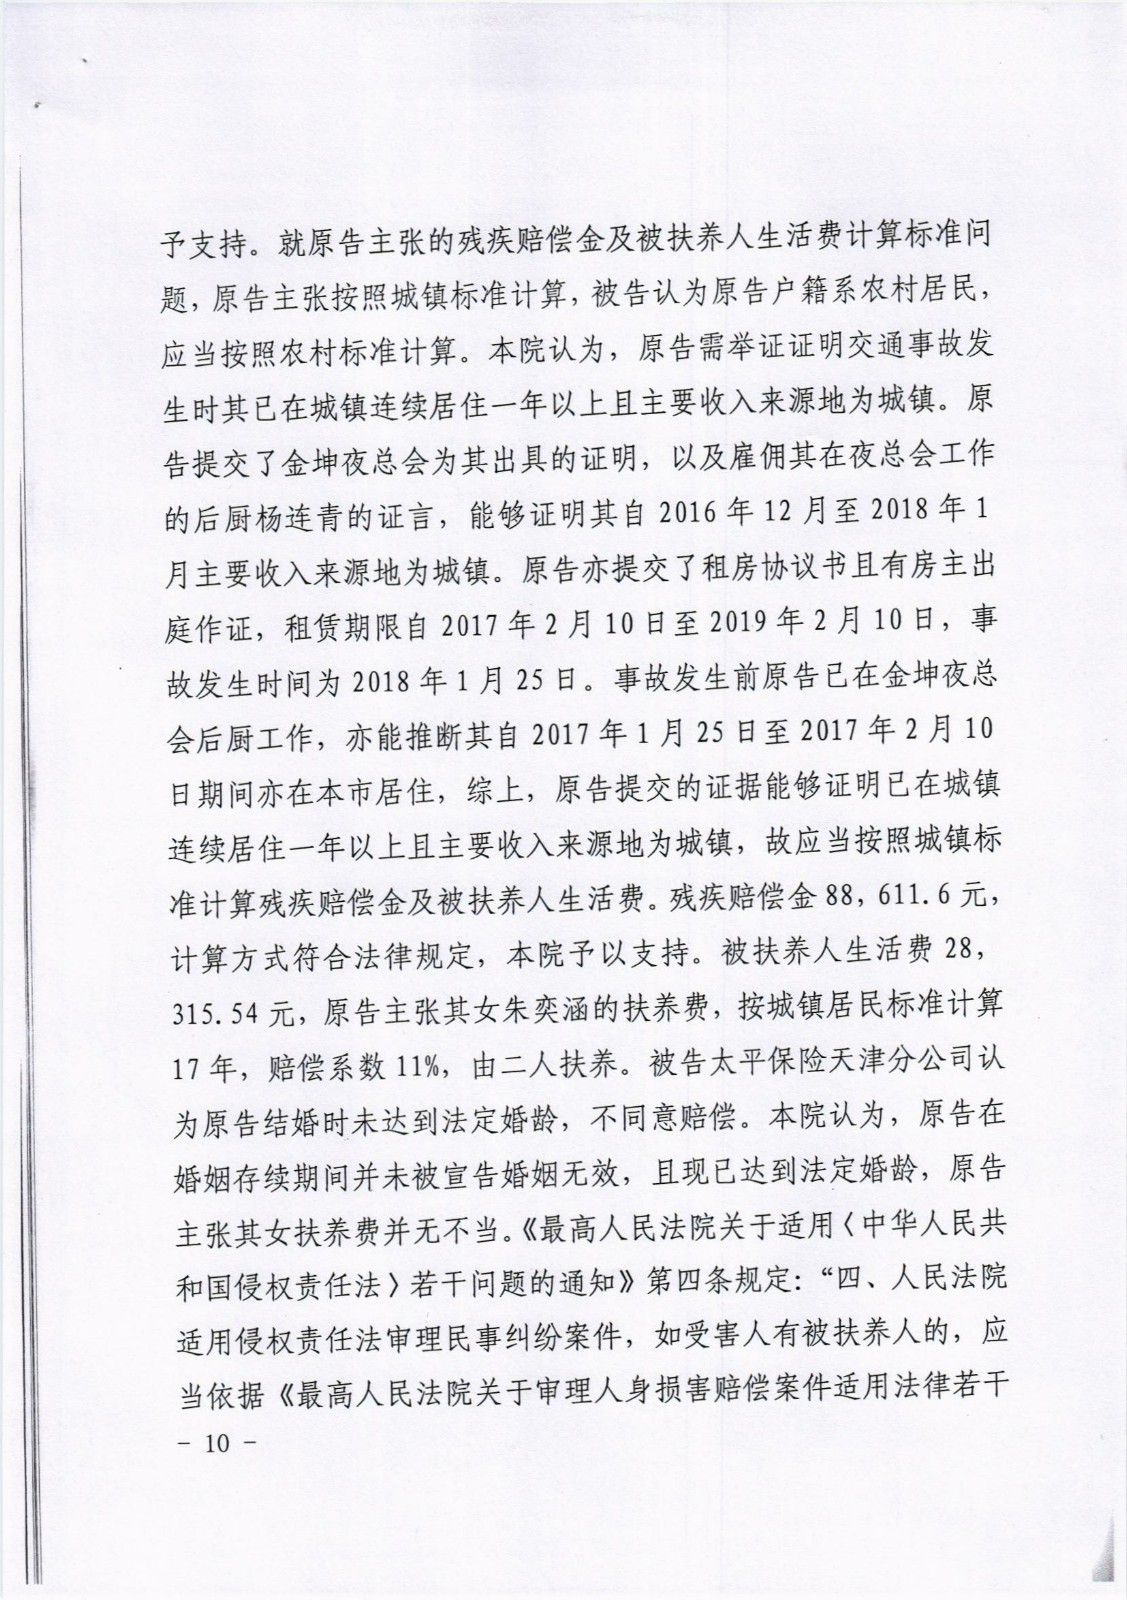 予支持。就原告主张的残疾赔偿金及被扶养人生活费计算标准问
题，原告主张按照城镇标准计算，被告认为原告户籍系农村居民，
应当按照农村标准计算。本院认为，原告需举证证明交通事故发
生时其已在城镇连续居住一年以上且主要收入来源地为城镇。原
告提交了金坤夜总会为其出具的证明，以及雇佣其在夜总会工作
的后厨杨连青的证言，能够证明其自 2016 年 12 月至 2018 年 1
月主要收入来源地为城镇。原告亦提交了租房协议书且有房主出
庭作证，租赁期限自 2017 年 2 月 10 日至 2019 年 2 月 10 日，事
故发生时间为 2018 年 1 月 25 日。事故发生前原告已在金坤夜总
会后厨工作，亦能推断其自 2017 年 1 月 25 日至 2017 年 2 月 10
日期间亦在本市居住，综上，原告提交的证据能够证明已在城镇
连续居住一年以上且主要收入来源地为城镇，故应当按照城镇标
准计算残疾赔偿金及被扶养人生活费。残疾赔偿金 88，611.6 元，
计算方式符合法律规定，本院予以支持。被扶养人生活费 28，
315.54 元，原告主张其女朱奕涵的扶养费，按城镇居民标准计算
17 年，赔偿系数 11%，由二人扶养。被告太平保险天津分公司认
为原告结婚时未达到法定婚龄，不同意赔偿。本院认为，原告在
婚姻存续期间并未被宣告婚姻无效，且现已达到法定婚龄，原告
主张其女扶养费并无不当。《最高人民法院关于适用〈中华人民共
和国侵权责任法〉若干问题的通知》第四条规定：“四、人民法院
适用侵权责任法审理民事纠纷案件，如受害人有被扶养人的，应
当依据《最高人民法院关于审理人身损害赔偿案件适用法律若干
- 10 -